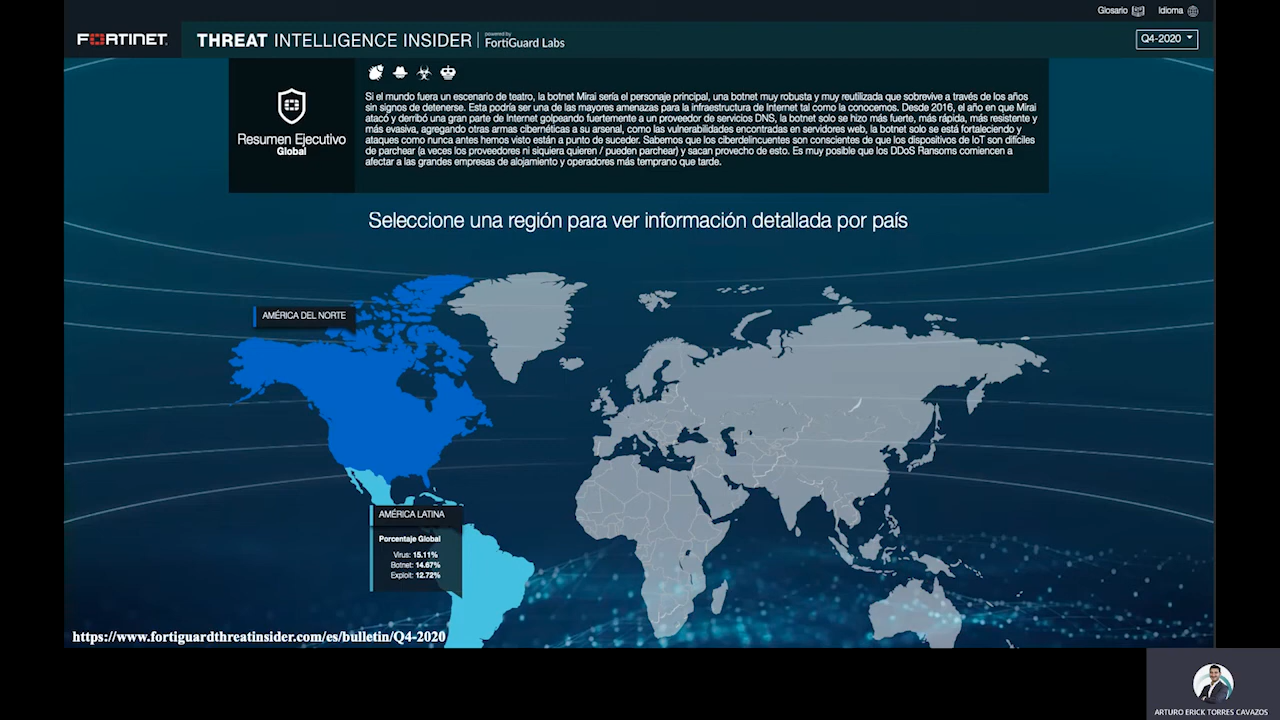 Glosario
Idioma
FORTINET
THREAT INTELLIGENCE INSIDER
powered by
FortiGuard Labs
Q4-2020
Resumen Ejecutivo
Global
Si el mundo fuera un escenario de teatro, la botnet Mirai sería el personaje principal, una botnet muy robusta y muy reutilizada que sobrevive a través de los años
sin signos de detenerse. Esta podría ser una de las mayores amenazas para la infraestructura de Internet tal como la conocemos. Desde 2016, el año en que Mirai
atacó y derribó una gran parte de Internet golpeando fuertemente a un proveedor de servicios DNS, la botnet solo se hizo más fuerte, más rápida, más resistente y
más evasiva, agregando otras armas cibernéticas a su arsenal, como las vulnerabilidades encontradas en servidores web, la botnet solo se está fortaleciendo y
ataques como nunca antes hemos visto están a punto de suceder. Sabemos que los ciberdelincuentes son conscientes de que los dispositivos de IoT son difíciles
de parchear (a veces los proveedores ni siquiera quieren / pueden parchear) y sacan provecho de esto. Es muy posible que los DDoS Ransoms comiencen a
afectar a las grandes empresas de alojamiento y operadores más temprano que tarde.
Seleccione una región para ver información detallada por país
AMÉRICA DEL NORTE
AMÉRICA LATINA
Porcentaje Global
Virus: 15.11%
Botnet: 14.67%
Exploit: 12.72%
https://www.fortiguardthreatinsider.com/es/bulletin/Q4-2020
ARTURO ERICK TORRES CAVAZOS